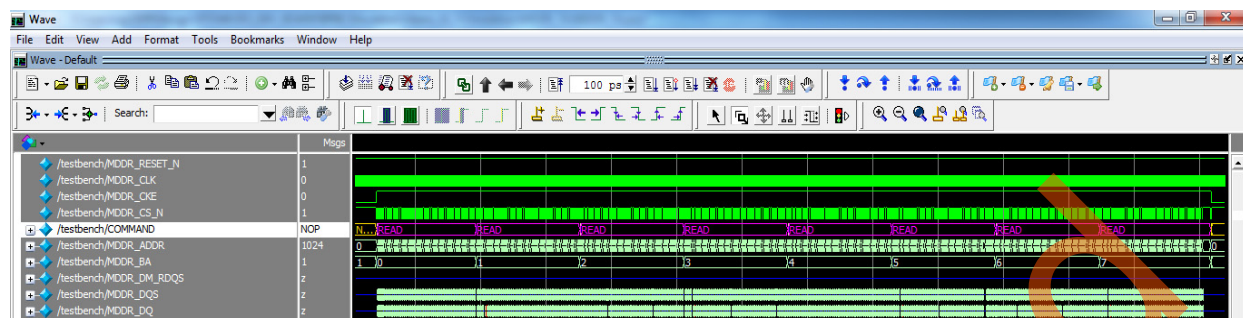 Wave
File Edit View Add Format Tools Bookmarks Window Help
Wave - Default
100 ps
Search:
Msgs
/testbench/MDDR_RESET_N 1
/testbench/MDDR_CLK 0
/testbench/MDDR_CKE 0
/testbench/MDDR_CS_N 1
/testbench/COMMAND NOP N... READ READ READ READ READ READ READ READ
/testbench/MDDR_ADDR 1024 0 0
/testbench/MDDR_BA 1 1 0 1 2 3 4 5 6 7
/testbench/MDDR_DM_RDQS z
/testbench/MDDR_DQS z
/testbench/MDDR_DQ z